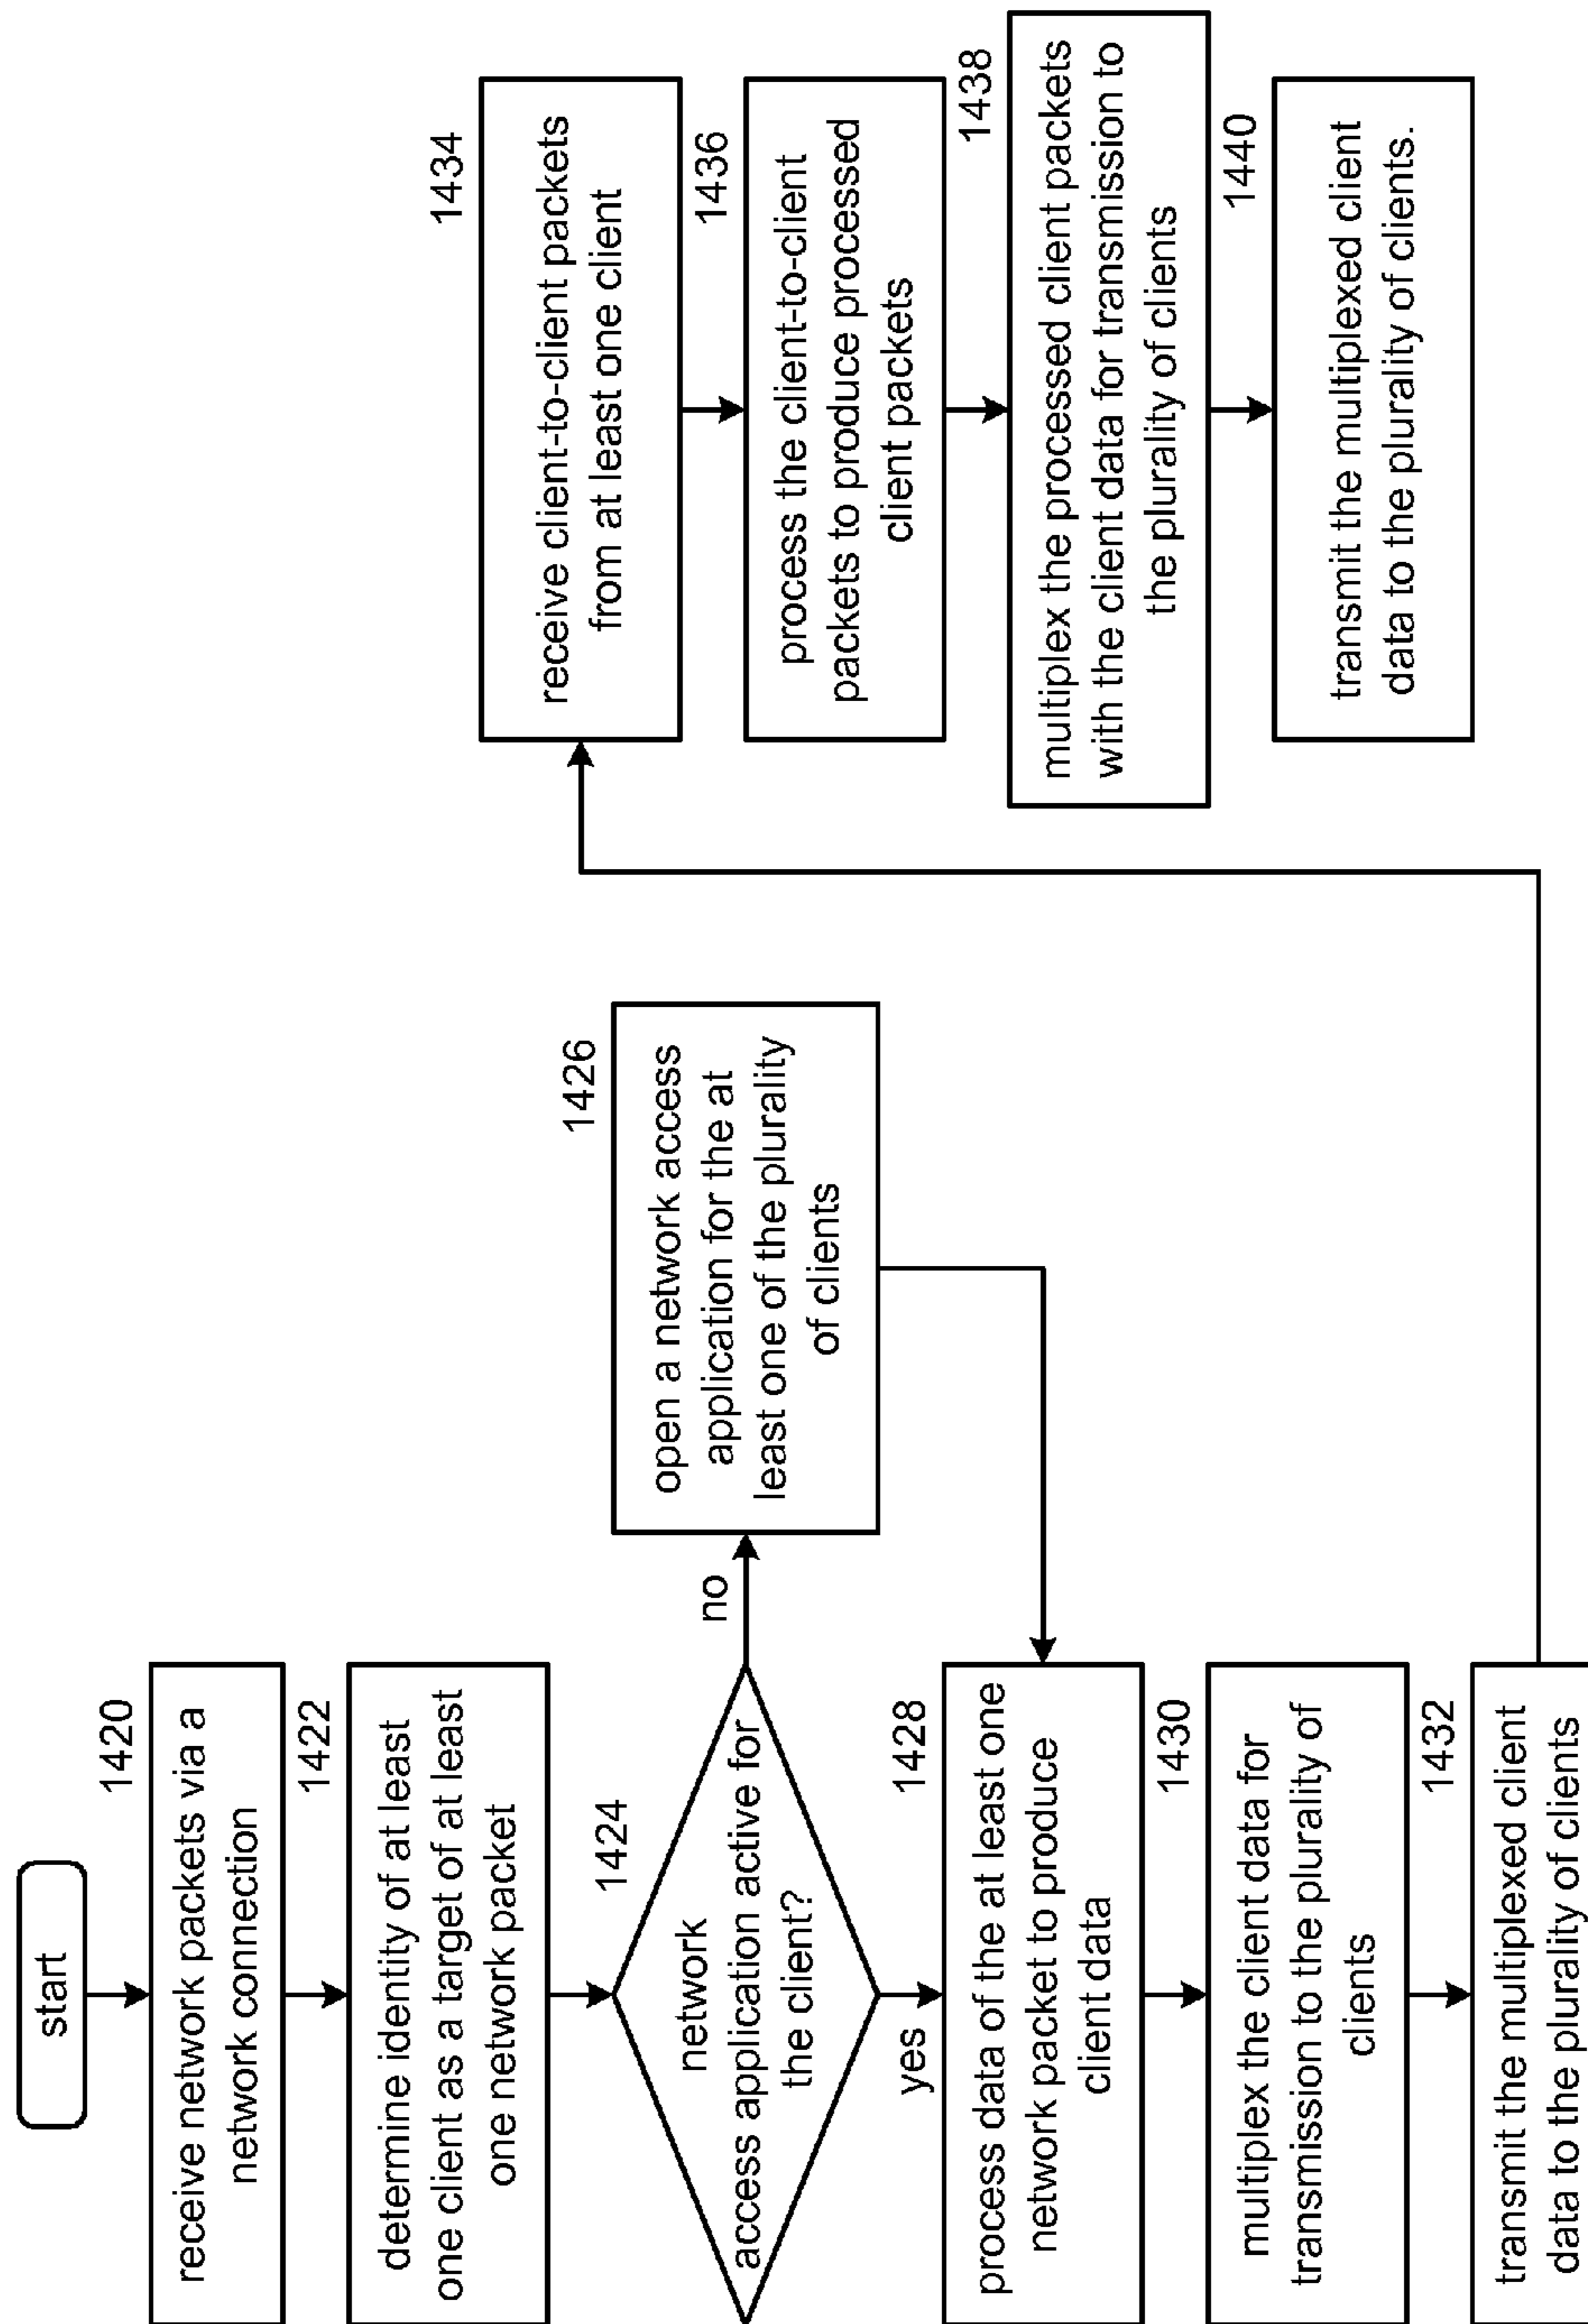 start
1420
receive network packets via a
network connection
1422
determine identity of at least
one client as a target of at least
one network packet
1424
network
access application active for
the client?
no
yes
1426
open a network access
application for the at
least one of the plurality
of clients
1428
process data of the at least one
network packet to produce
client data
1430
multiplex the client data for
transmission to the plurality of
clients
1432
transmit the multiplexed client
data to the plurality of clients
1434
receive client-to-client packets
from at least one client
1436
process the client-to-client
packets to produce processed
client packets
1438
multiplex the processed client packets
with the client data for transmission to
the plurality of clients
1440
transmit the multiplexed client
data to the plurality of clients.